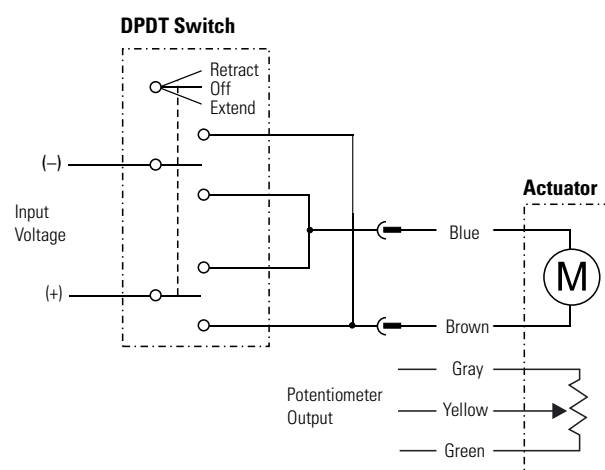 DPDT Switch
Retract
Off
Extend
(–)
Input
Voltage
(+)
Actuator
Blue
M
Brown
Gray
Potentiometer
Output
Yellow
Green